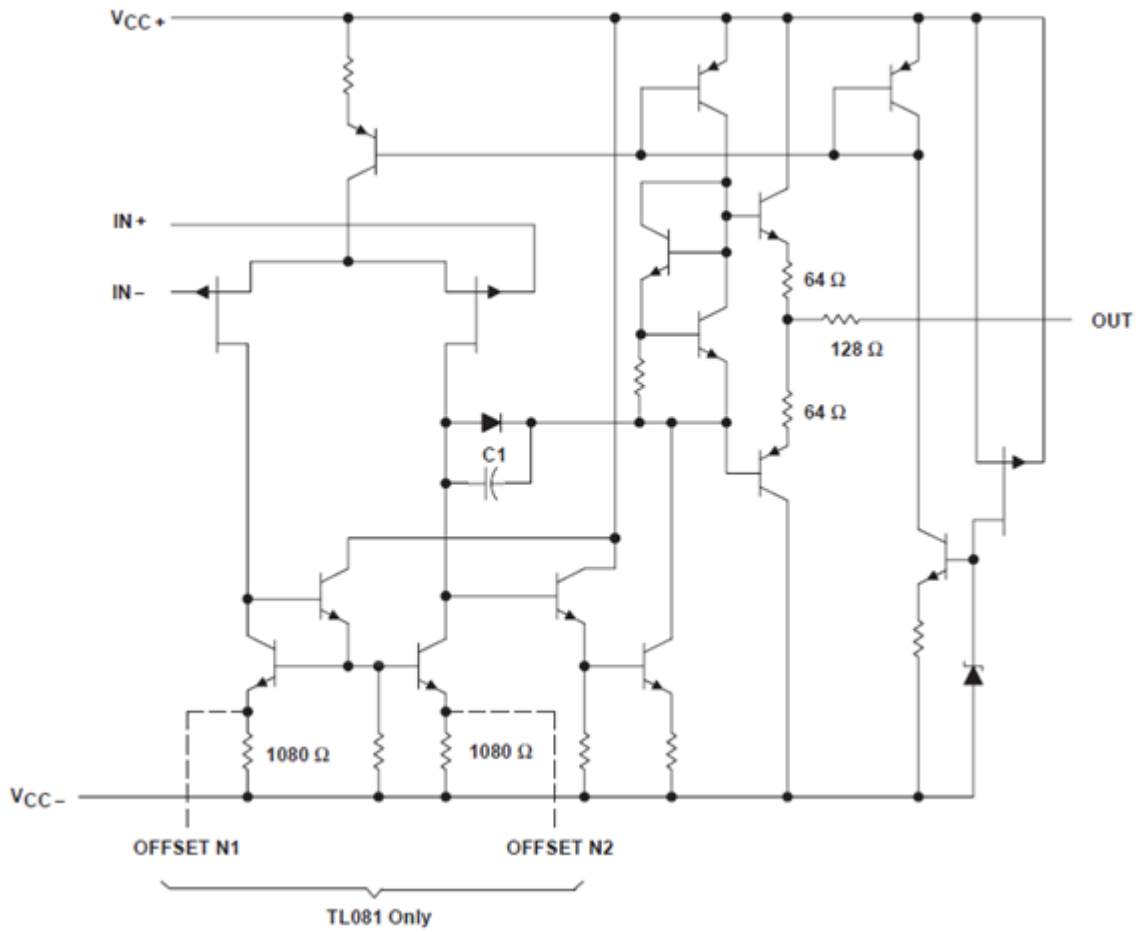 VCC+
IN+
IN−
64 Ω
OUT
128 Ω
64 Ω
C1
1080 Ω
1080 Ω
VCC−
OFFSET N1
OFFSET N2
TL081 Only